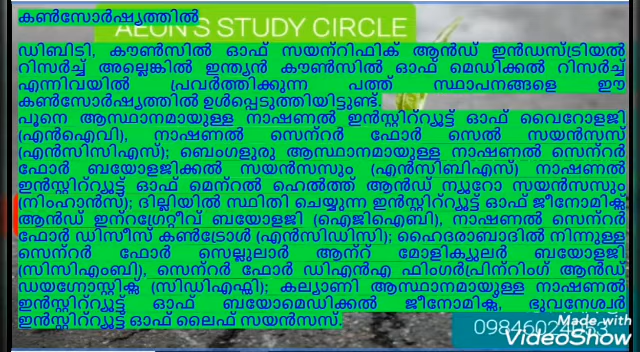 കൺസോർഷ്യത്തിൽ
AEON'S STUDY CIRCLE
ഡിബിടി, കൗൺസിൽ ഓഫ് സയന്റിഫിക് ആൻഡ് ഇൻഡസ്ട്രിയൽ
റിസർച്ച് അല്ലെങ്കിൽ ഇന്ത്യൻ കൗൺസിൽ ഓഫ് മെഡിക്കൽ റിസർച്ച്
എന്നിവയിൽ പ്രവർത്തിക്കുന്ന പത്ത് സ്ഥാപനങ്ങളെ ഈ
കൺസോർഷ്യത്തിൽ ഉൾപ്പെടുത്തിയിട്ടുണ്ട്.
പൂനെ ആസ്ഥാനമായുള്ള നാഷണൽ ഇൻസ്റ്റിറ്റ്യൂട്ട് ഓഫ് വൈറോളജി
(എൻഐവി), നാഷണൽ സെന്റർ ഫോർ സെൽ സയൻസസ്
(എൻസിസിഎസ്); ബെംഗളൂരു ആസ്ഥാനമായുള്ള നാഷണൽ സെന്റർ
ഫോർ ബയോളജിക്കൽ സയൻസസും (എൻസിബിഎസ്) നാഷണൽ
ഇൻസ്റ്റിറ്റ്യൂട്ട് ഓഫ് മെന്റൽ ഹെൽത്ത് ആൻഡ് ന്യൂറോ സയൻസസും
(നിംഹാൻസ്); ദില്ലിയിൽ സ്ഥിതി ചെയ്യുന്ന ഇൻസ്റ്റിറ്റ്യൂട്ട് ഓഫ് ജീനോമിക്സ്
ആൻഡ് ഇന്റഗ്രേറ്റീവ് ബയോളജി (ഐജിഐബി), നാഷണൽ സെന്റർ
ഫോർ ഡിസീസ് കൺട്രോൾ (എൻസിഡിസി); ഹൈദരാബാദിൽ നിന്നുള്ള
സെന്റർ ഫോർ സെല്ലുലാർ ആന്റ് മോളിക്യുലർ ബയോളജി
(സിസിഎംബി), സെന്റർ ഫോർ ഡിഎൻഎ ഫിംഗർപ്രിന്റിംഗ് ആൻഡ്
ഡയഗ്നോസ്റ്റിക്സ് (സിഡിഎഫ്ഡി); കല്യാണി ആസ്ഥാനമായുള്ള നാഷണൽ
ഇൻസ്റ്റിറ്റ്യൂട്ട് ഓഫ് ബയോമെഡിക്കൽ ജീനോമിക്സ്, ഭുവനേശ്വർ
ഇൻസ്റ്റിറ്റ്യൂട്ട് ഓഫ് ലൈഫ് സയൻസസ്.
Made with
VideoShow